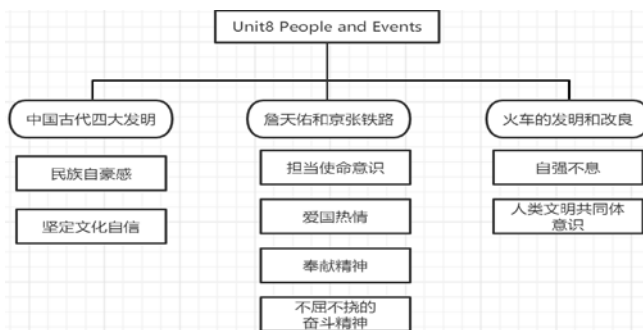 Unit8 People and Events
中国古代四大发明
詹天佑和京张铁路
火车的发明和改良
民族自豪感
担当使命意识
自强不息
坚定文化自信
爱国热情
人类文明共同体
意识
奉献精神
不屈不挠的
奋斗精神